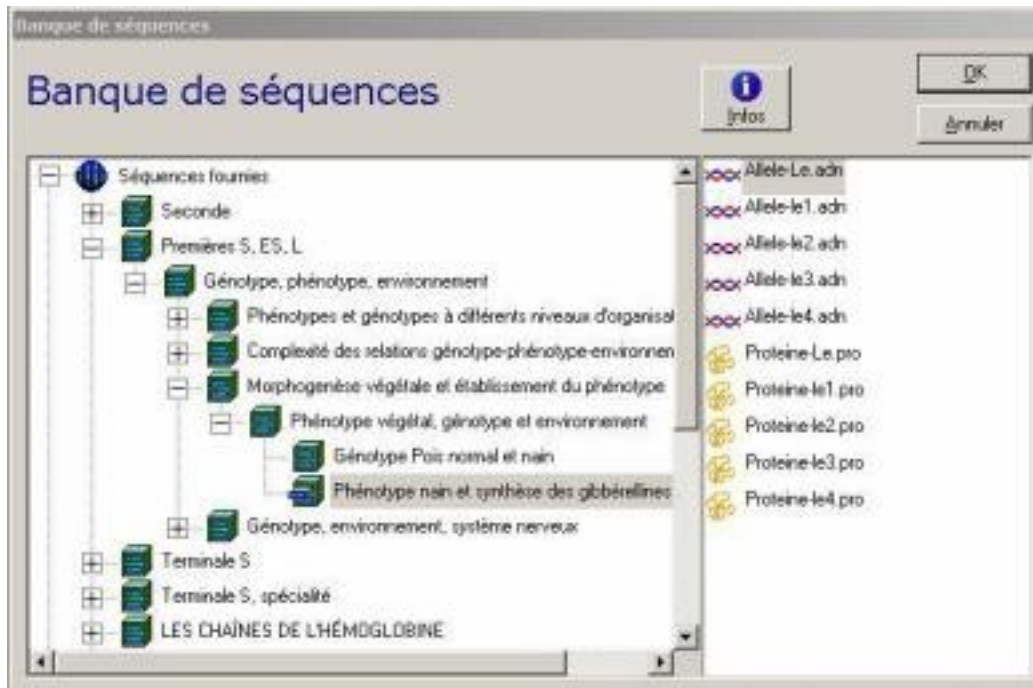 Banque de séquences
Banque de séquences
Infos
OK
Annuler
Séquences fournies
Seconde
Premières S, ES, L
Génotype, phénotype, environnement
Phénotypes et génotypes à différents niveaux d'organisat
Complexité des relations génotype-phénotype-environnen
Morphogenèse végétale et établissement du phénotype
Phénotype végétal, génotype et environnement
Génotype Pois normal et nain
Phénotype nain et synthèse des gibbérellines
Génotype, environnement, système nerveux
Terminale S
Terminale S, spécialité
LES CHAÎNES DE L'HÉMOGLOBINE
Allele-Le.adn
Allele-le1.adn
Allele-le2.adn
Allele-le3.adn
Allele-le4.adn
Proteine-Le.pro
Proteine-le1.pro
Proteine-le2.pro
Proteine-le3.pro
Proteine-le4.pro